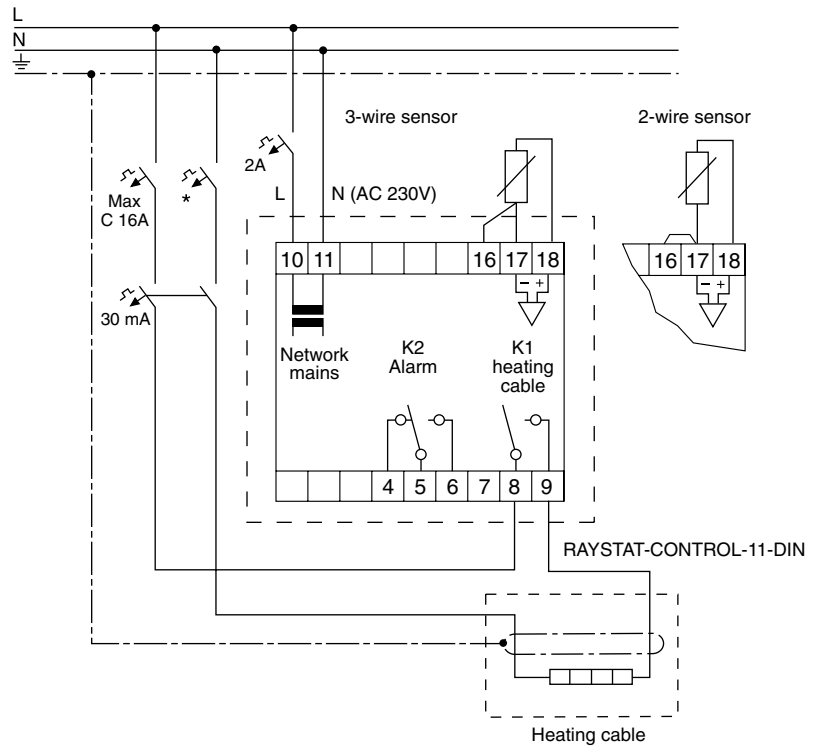 L
N
3-wire sensor
2-wire sensor
2A
Max
C 16A
*
L
N (AC 230V)
10 11 16 17 18
16 17 18
- +
- +
30 mA
Network
mains
K2
Alarm
K1
heating
cable
4 5 6 7 8 9
RAYSTAT-CONTROL-11-DIN
Heating cable